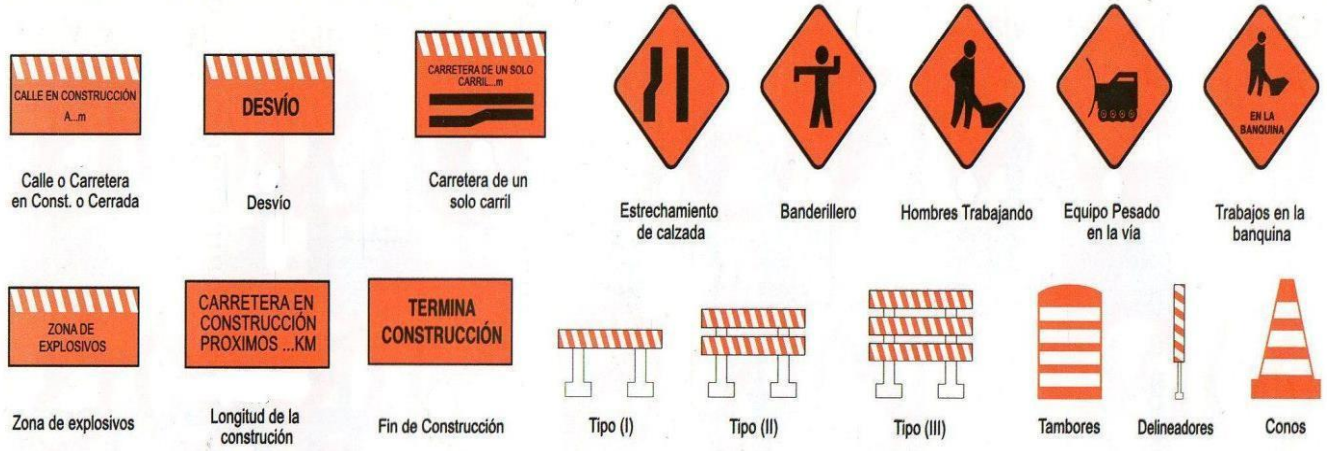 CALLE EN CONSTRUCCIÓN
A...m
Calle o Carretera
en Const. o Cerrada
DESVÍO
Desvío
CARRETERA DE UN SOLO
CARRIL...m
Carretera de un
solo carril
Estrechamiento
de calzada
Banderillero
Hombres Trabajando
Equipo Pesado
en la vía
EN LA
BANQUINA
Trabajos en la
banquina
ZONA DE
EXPLOSIVOS
Zona de explosivos
CARRETERA EN
CONSTRUCCIÓN
PROXIMOS ...KM
Longitud de la
construción
TERMINA
CONSTRUCCIÓN
Fin de Construcción
Tipo (I)
Tipo (II)
Tipo (III)
Tambores
Delineadores
Conos